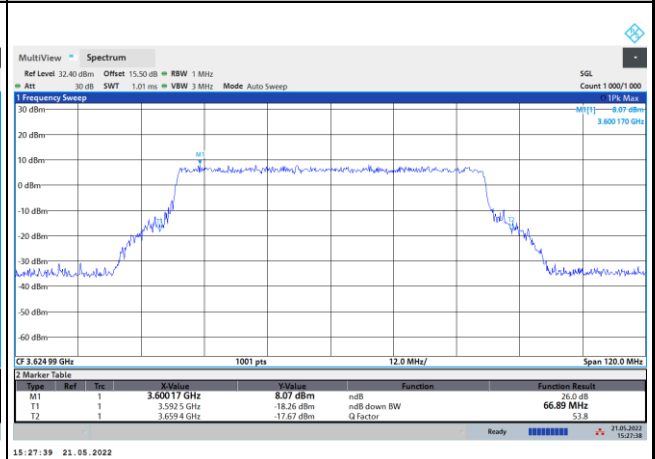 MultiView Spectrum
Ref Level 32.40 dBm Offset 15.50 dB RBW 1 MHz SGL
Att 30 dB SWT 1.01 ms VBW 3 MHz Mode Auto Sweep Count 1 000/1 000
1 Frequency Sweep 1Pk Max
30 dBm M1[1] 8.07 dBm
3.600 170 GHz
20 dBm
10 dBm
M1
0 dBm
-10 dBm
T1 T2
-20 dBm
-30 dBm
-40 dBm
-50 dBm
-60 dBm
CF 3.624 99 GHz 1001 pts 12.0 MHz/ Span 120.0 MHz
2 Marker Table
Type Ref Trc X-Value Y-Value Function Function Result
M1 1 3.600 17 GHz 8.07 dBm ndB 26.0 dB
T1 1 3.592 5 GHz -18.26 dBm ndB down BW 66.89 MHz
T2 1 3.659 4 GHz -17.67 dBm Q Factor 53.8
Ready 21.05.2022
15:27:38
15:27:39 21.05.2022